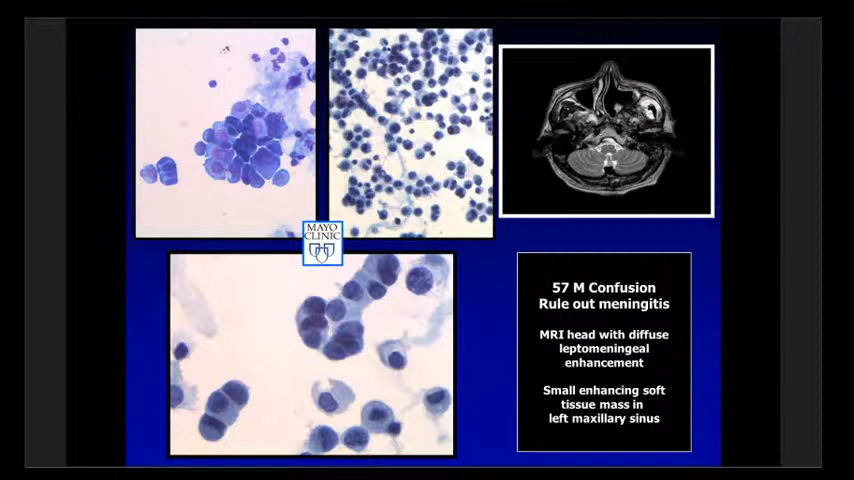 MAYO
CLINIC
57 M Confusion
Rule out meningitis
MRI head with diffuse
leptomeningeal
enhancement
Small enhancing soft
tissue mass in
left maxillary sinus